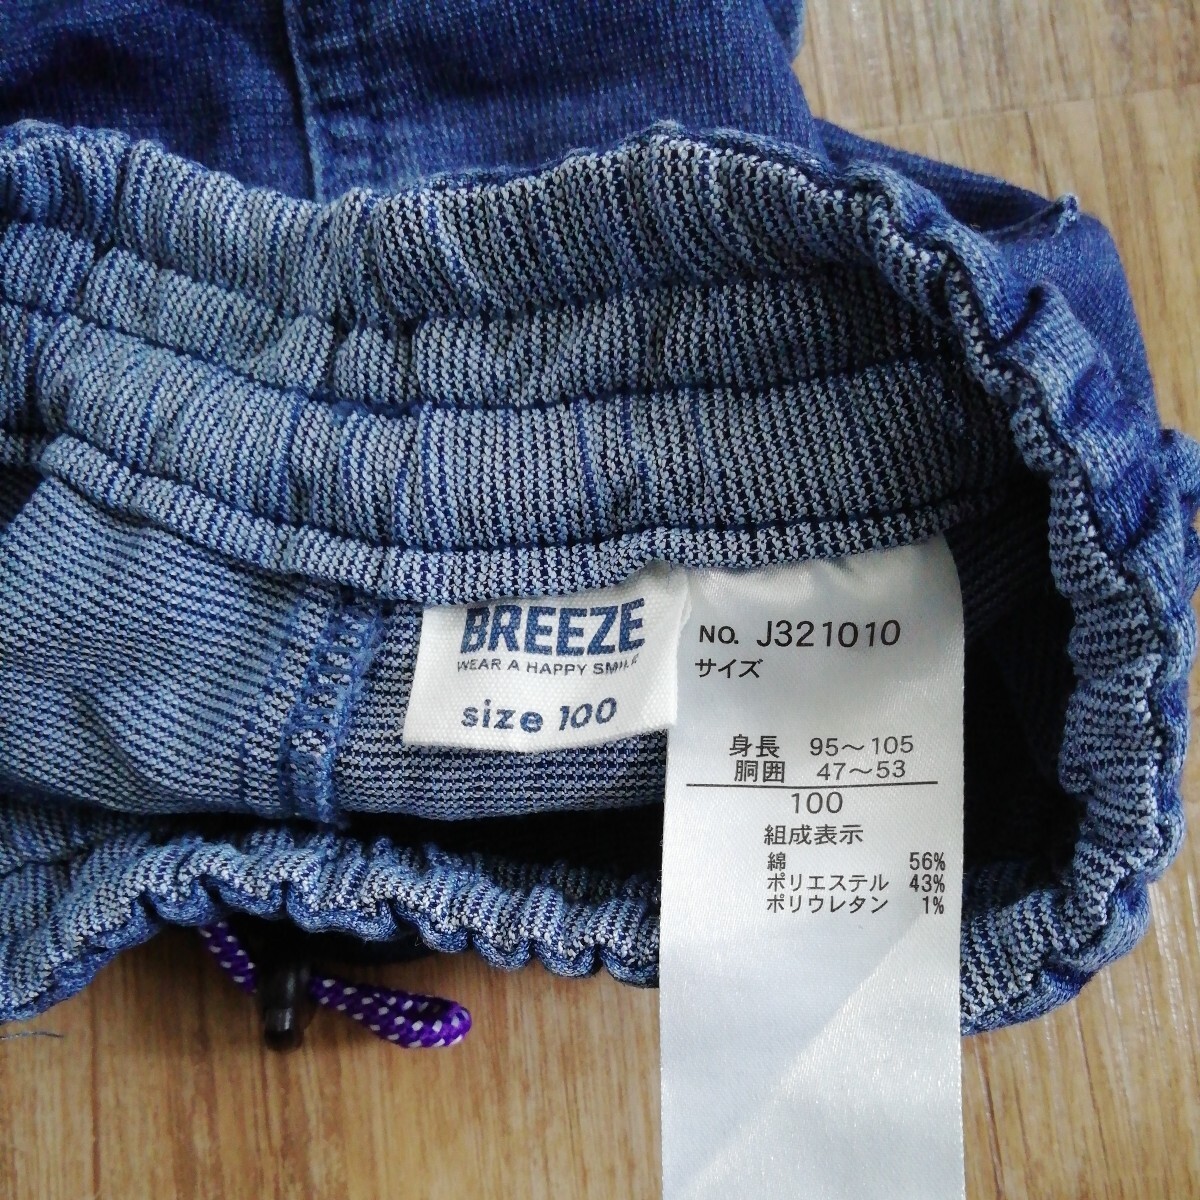 BREEZE
WEAR A HAPPY
size 100
NO. J321010
サイズ
身長 95～105
胴囲 47～53
100
組成表示
綿 56%
ポリエステル 43%
ポリウレタン 1%